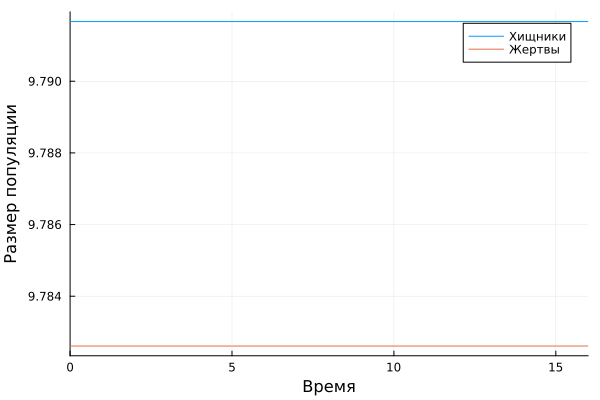 Хищники
Жертвы
9.790
9.788
9.786
9.784
Размер популяции
0
5
10
15
Время